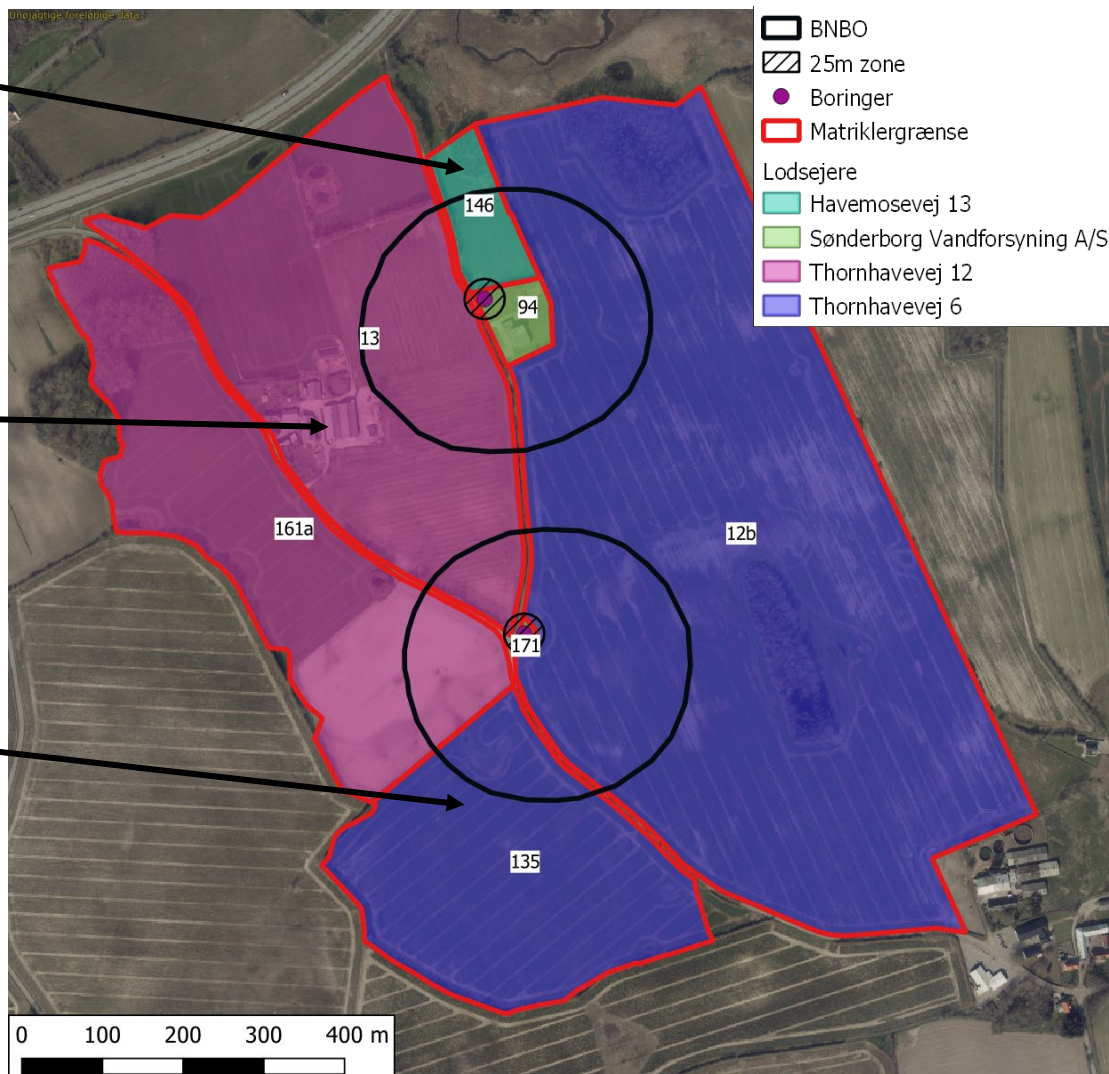 Unøjagtige foreløbige data
BNBO
25m zone
Boringer
Matriklergrænse
Lodsejere
Havemosevej 13
Sønderborg Vandforsyning A/S
Thornhavevej 12
Thornhavevej 6
146
94
13
161a
12b
171
135
0 100 200 300 400 m